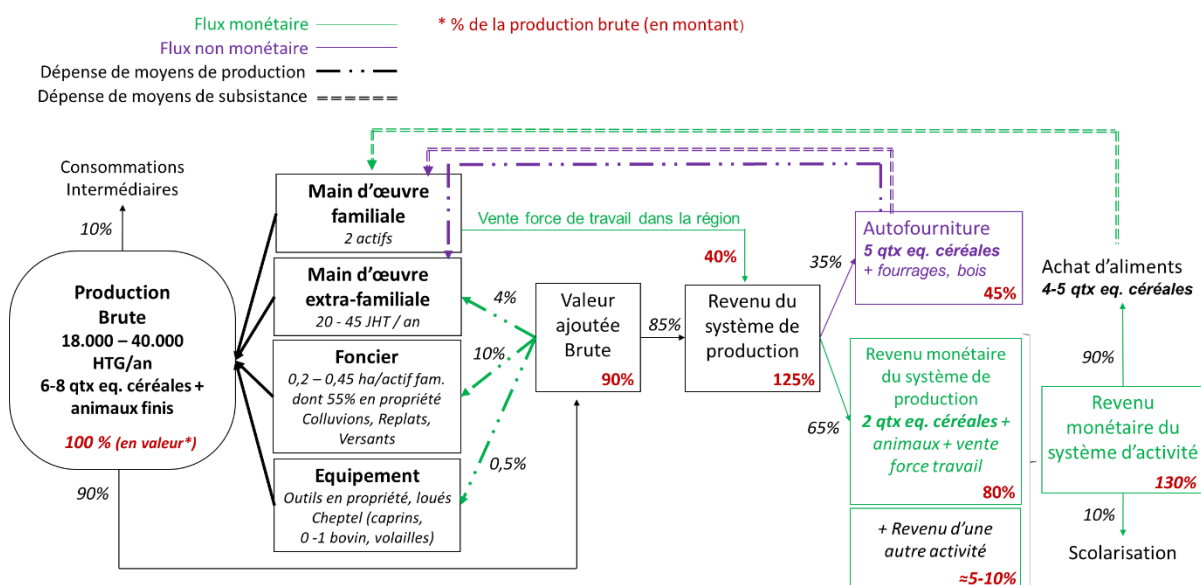 Flux monétaire
* % de la production brute (en montant)
Flux non monétaire
Dépense de moyens de production
Dépense de moyens de subsistance
Consommations
Intermédiaires
10%
Production
Brute
18.000 – 40.000
HTG/an
6-8 qtx eq. céréales +
animaux finis
100 % (en valeur*)
90%
Main d’œuvre
familiale
2 actifs
Main d’œuvre
extra-familiale
20 - 45 JHT / an
Foncier
0,2 – 0,45 ha/actif fam.
dont 55% en propriété
Colluvions, Replats,
Versants
Equipement
Outils en propriété, loués
Cheptel (caprins,
0 -1 bovin, volailles)
Vente force de travail dans la région
40%
4%
10%
0,5%
Valeur
ajoutée
Brute
90%
85%
Revenu du
système de
production
125%
35%
65%
Autofourniture
5 qtx eq. céréales
+ fourrages, bois
45%
Revenu monétaire
du système de
production
2 qtx eq. céréales +
animaux + vente
force travail
80%
+ Revenu d’une
autre activité
≈5-10%
Achat d’aliments
4-5 qtx eq. céréales
90%
Revenu
monétaire du
système d’activité
130%
10%
Scolarisation